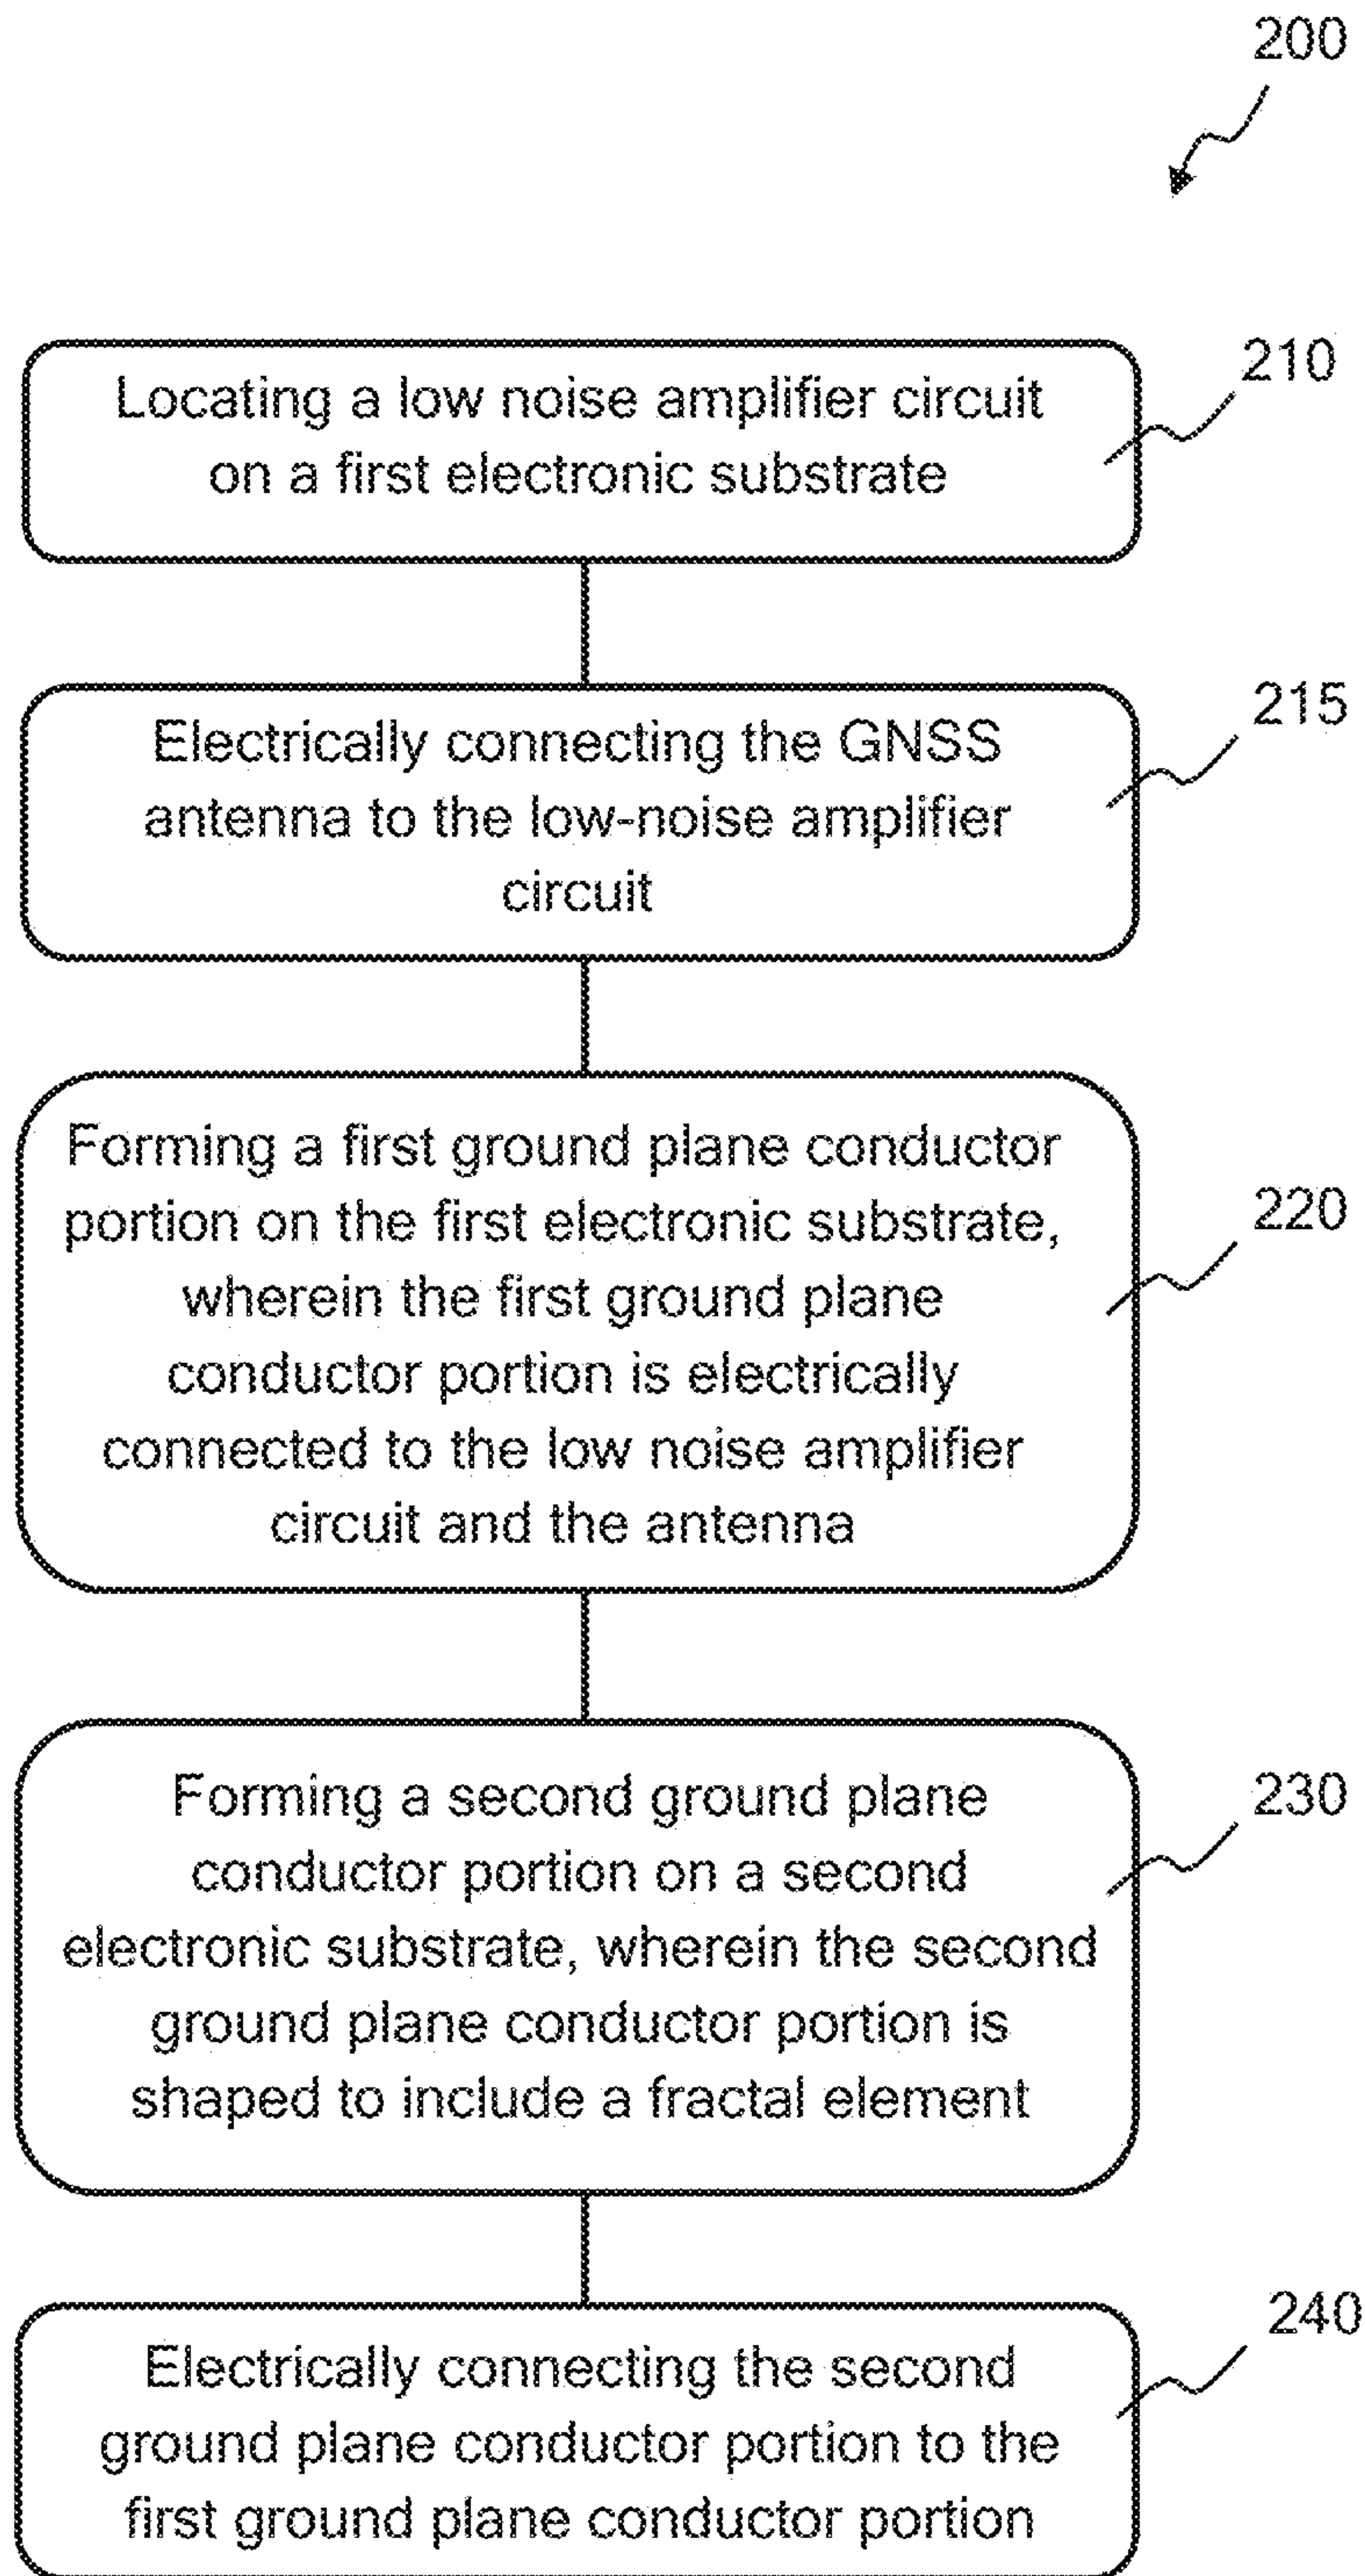 200
210
Locating a low noise amplifier circuit
on a first electronic substrate
215
Electrically connecting the GNSS
antenna to the low-noise amplifier
circuit
220
Forming a first ground plane conductor
portion on the first electronic substrate,
wherein the first ground plane
conductor portion is electrically
connected to the low noise amplifier
circuit and the antenna
230
Forming a second ground plane
conductor portion on a second
electronic substrate, wherein the second
ground plane conductor portion is
shaped to include a fractal element
240
Electrically connecting the second
ground plane conductor portion to the
first ground plane conductor portion